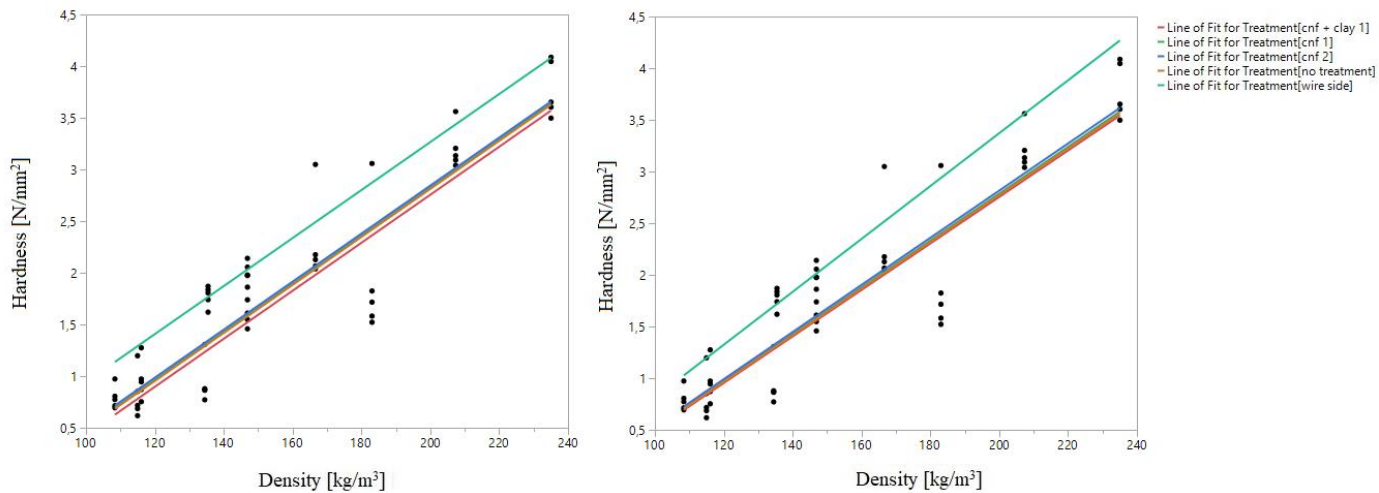 4,5
4
3,5
3
2,5
2
1,5
1
0,5
Hardness [N/mm²]
100 120 140 160 180 200 220 240
Density [kg/m³]
4,5
4
3,5
3
2,5
2
1,5
1
0,5
Hardness [N/mm²]
100 120 140 160 180 200 220 240
Density [kg/m³]
Line of Fit for Treatment[cnf + clay 1]
Line of Fit for Treatment[cnf 1]
Line of Fit for Treatment[cnf 2]
Line of Fit for Treatment[no treatment]
Line of Fit for Treatment[wire side]